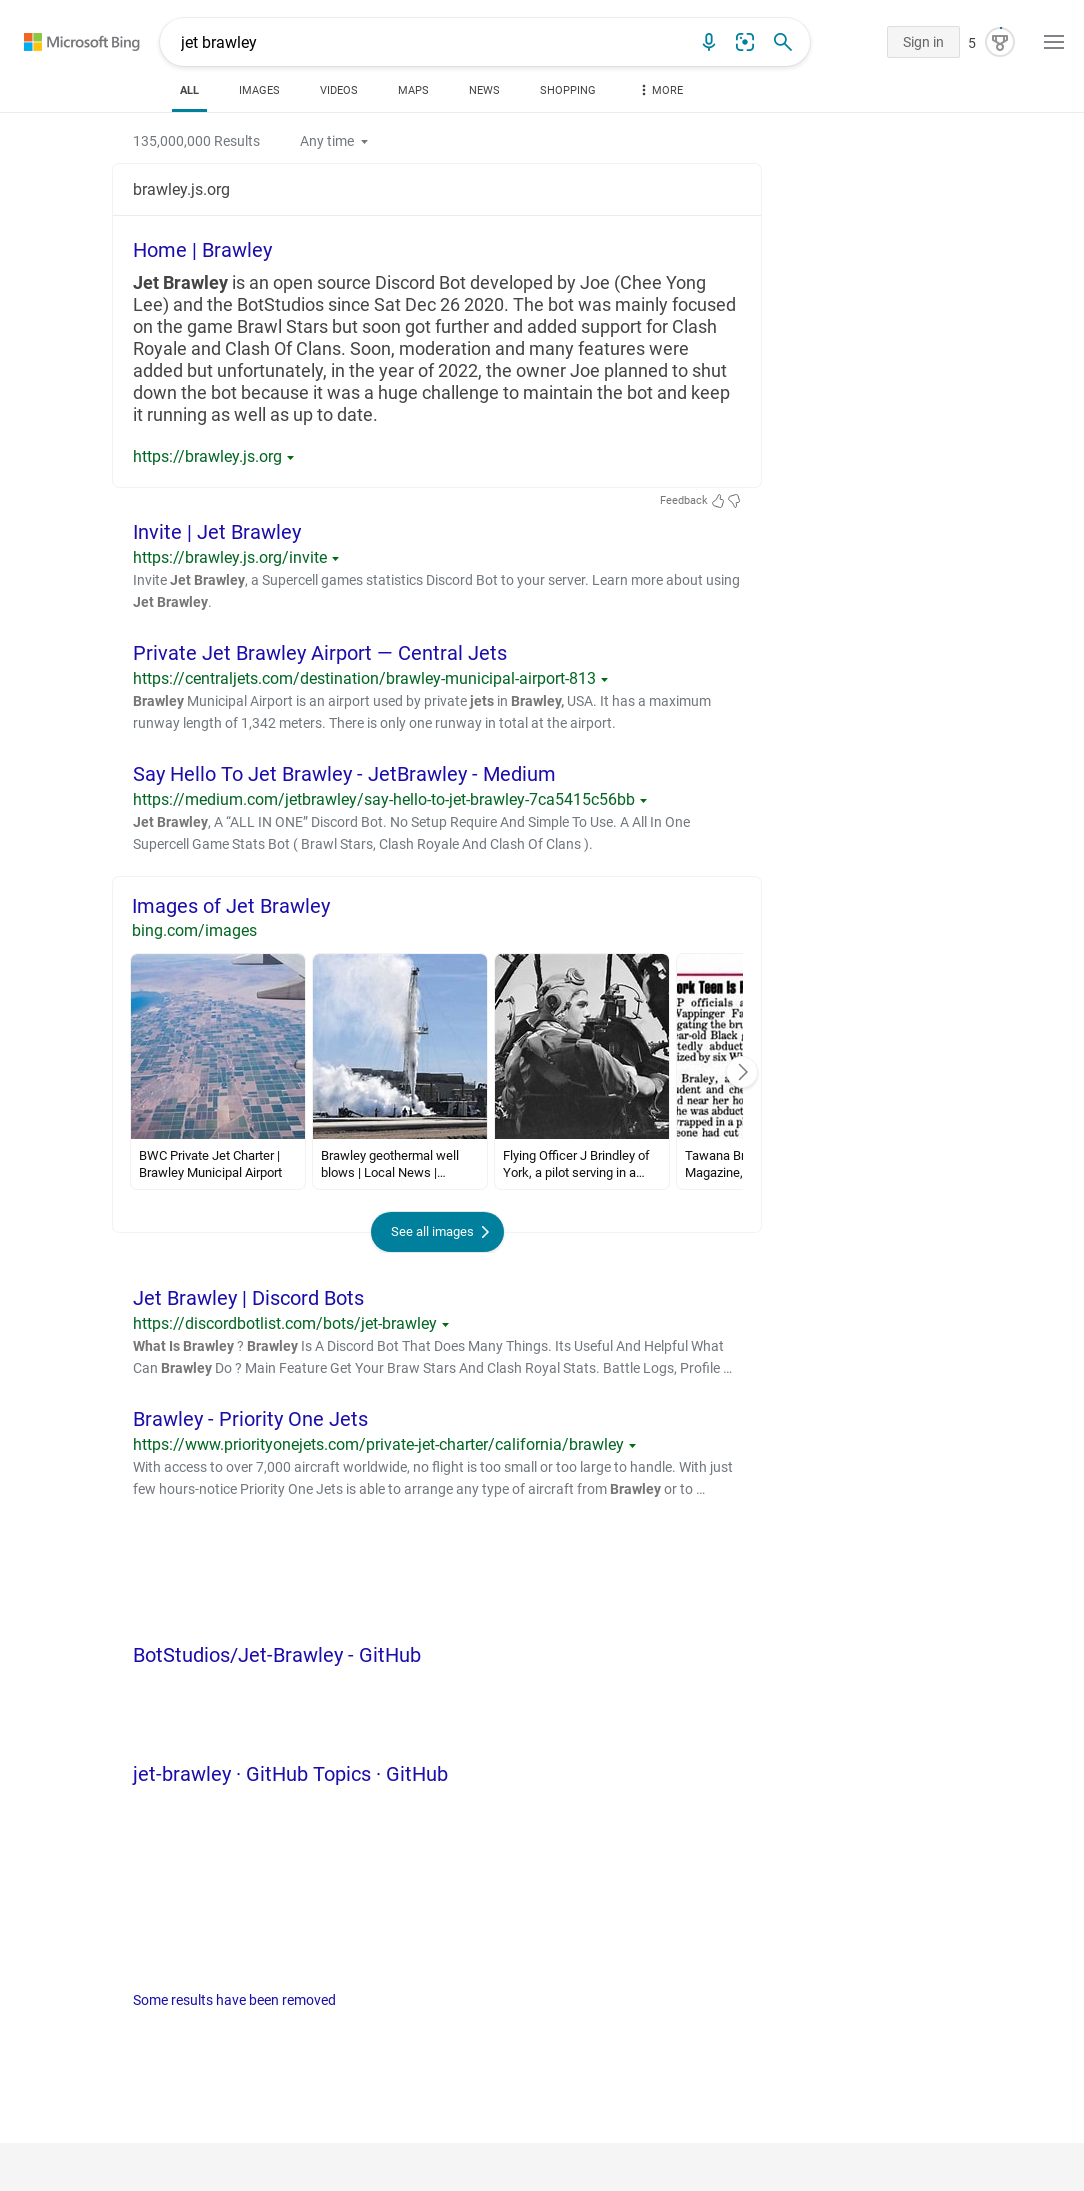 Microsoft Bing
jet brawley
Sign in
5
ALL
IMAGES
VIDEOS
MAPS
NEWS
SHOPPING
MORE
135,000,000 Results
Any time
brawley.js.org
Home | Brawley
Jet Brawley is an open source Discord Bot developed by Joe (Chee Yong
Lee) and the BotStudios since Sat Dec 26 2020. The bot was mainly focused
on the game Brawl Stars but soon got further and added support for Clash
Royale and Clash Of Clans. Soon, moderation and many features were
added but unfortunately, in the year of 2022, the owner Joe planned to shut
down the bot because it was a huge challenge to maintain the bot and keep
it running as well as up to date.
https://brawley.js.org
Feedback
Invite | Jet Brawley
https://brawley.js.org/invite
Invite Jet Brawley, a Supercell games statistics Discord Bot to your server. Learn more about using
Jet Brawley.
Private Jet Brawley Airport — Central Jets
https://centraljets.com/destination/brawley-municipal-airport-813
Brawley Municipal Airport is an airport used by private jets in Brawley, USA. It has a maximum
runway length of 1,342 meters. There is only one runway in total at the airport.
Say Hello To Jet Brawley - JetBrawley - Medium
https://medium.com/jetbrawley/say-hello-to-jet-brawley-7ca5415c56bb
Jet Brawley, A “ALL IN ONE” Discord Bot. No Setup Require And Simple To Use. A All In One
Supercell Game Stats Bot ( Brawl Stars, Clash Royale And Clash Of Clans ).
Images of Jet Brawley
bing.com/images
ork Teen Is
P officials a
Wappinger Fa
gating the bru
ear-old Black
tedly abduct
ized by six W
Braley, a
udent and che
d near her ho
he was abduct
wrapped in a p
eone had cut
BWC Private Jet Charter |
Brawley Municipal Airport
Brawley geothermal well
blows | Local News |...
Flying Officer J Brindley of
York, a pilot serving in a...
Tawana Br
Magazine,
See all images
Jet Brawley | Discord Bots
https://discordbotlist.com/bots/jet-brawley
What Is Brawley ? Brawley Is A Discord Bot That Does Many Things. Its Useful And Helpful What
Can Brawley Do ? Main Feature Get Your Braw Stars And Clash Royal Stats. Battle Logs, Profile ...
Brawley - Priority One Jets
https://www.priorityonejets.com/private-jet-charter/california/brawley
With access to over 7,000 aircraft worldwide, no flight is too small or too large to handle. With just
few hours-notice Priority One Jets is able to arrange any type of aircraft from Brawley or to ...
BotStudios/Jet-Brawley - GitHub
jet-brawley · GitHub Topics · GitHub
Some results have been removed